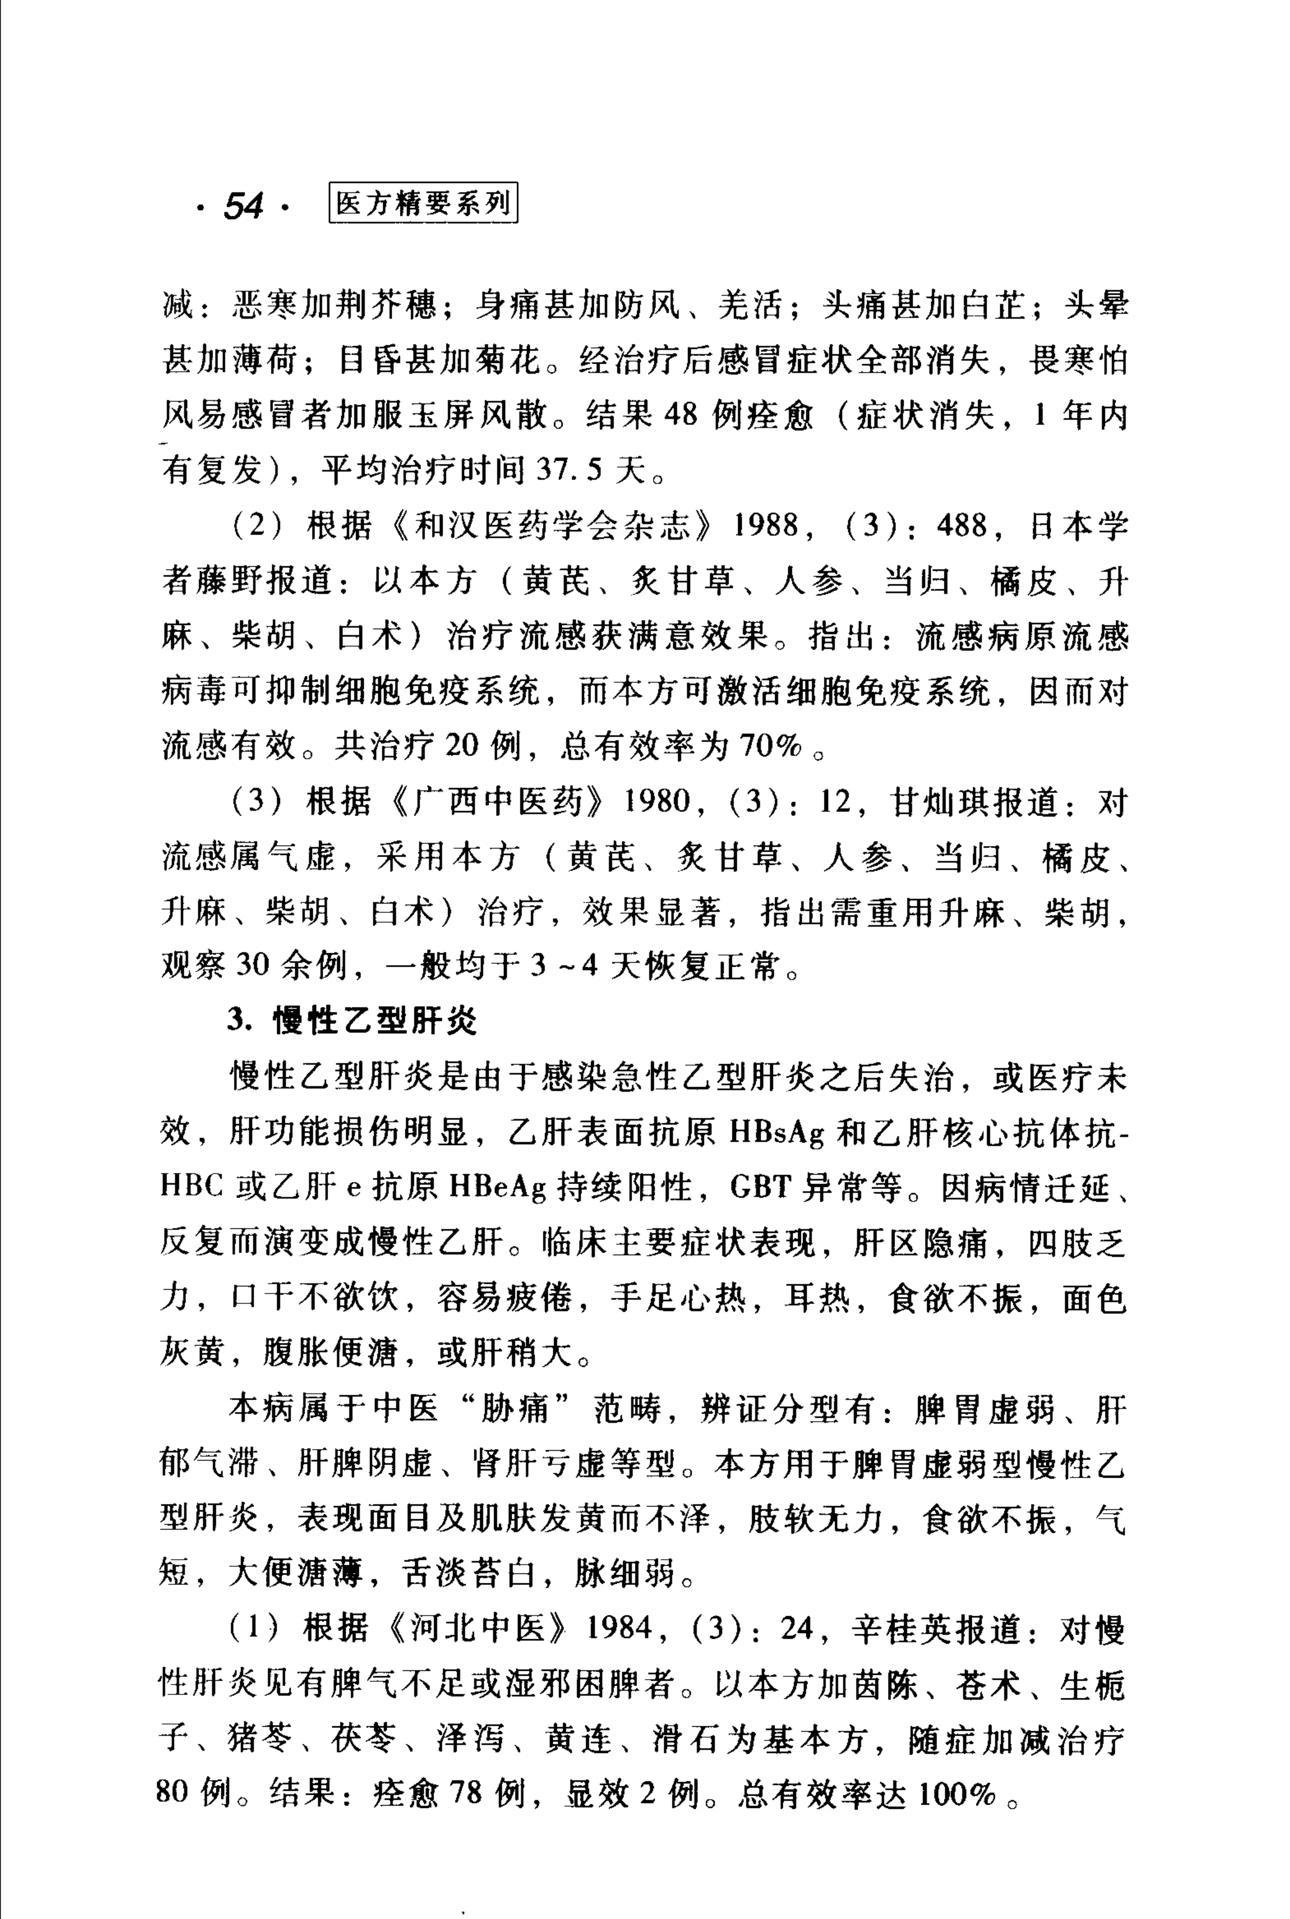 · 54 · 医方精要系列
减：恶寒加荆芥穗；身痛甚加防风、羌活；头痛甚加白芷；头晕
甚加薄荷；目昏甚加菊花。经治疗后感冒症状全部消失，畏寒怕
风易感冒者加服玉屏风散。结果 48 例痊愈（症状消失，1 年内
有复发），平均治疗时间 37.5 天。
（2）根据《和汉医药学会杂志》1988，（3）：488，日本学
者藤野报道：以本方（黄芪、炙甘草、人参、当归、橘皮、升
麻、柴胡、白术）治疗流感获满意效果。指出：流感病原流感
病毒可抑制细胞免疫系统，而本方可激活细胞免疫系统，因而对
流感有效。共治疗 20 例，总有效率为 70%。
（3）根据《广西中医药》1980，（3）：12，甘灿琪报道：对
流感属气虚，采用本方（黄芪、炙甘草、人参、当归、橘皮、
升麻、柴胡、白术）治疗，效果显著，指出需重用升麻、柴胡，
观察 30 余例，一般均于 3～4 天恢复正常。
3. 慢性乙型肝炎
慢性乙型肝炎是由于感染急性乙型肝炎之后失治，或医疗未
效，肝功能损伤明显，乙肝表面抗原 HBsAg 和乙肝核心抗体抗-
HBC 或乙肝 e 抗原 HBeAg 持续阳性，GBT 异常等。因病情迁延、
反复而演变成慢性乙肝。临床主要症状表现，肝区隐痛，四肢乏
力，口干不欲饮，容易疲倦，手足心热，耳热，食欲不振，面色
灰黄，腹胀便溏，或肝稍大。
本病属于中医“胁痛”范畴，辨证分型有：脾胃虚弱、肝
郁气滞、肝脾阴虚、肾肝亏虚等型。本方用于脾胃虚弱型慢性乙
型肝炎，表现面目及肌肤发黄而不泽，肢软无力，食欲不振，气
短，大便溏薄，舌淡苔白，脉细弱。
（1）根据《河北中医》1984，（3）：24，辛桂英报道：对慢
性肝炎见有脾气不足或湿邪困脾者。以本方加茵陈、苍术、生栀
子、猪苓、茯苓、泽泻、黄连、滑石为基本方，随症加减治疗
80 例。结果：痊愈 78 例，显效 2 例。总有效率达 100%。